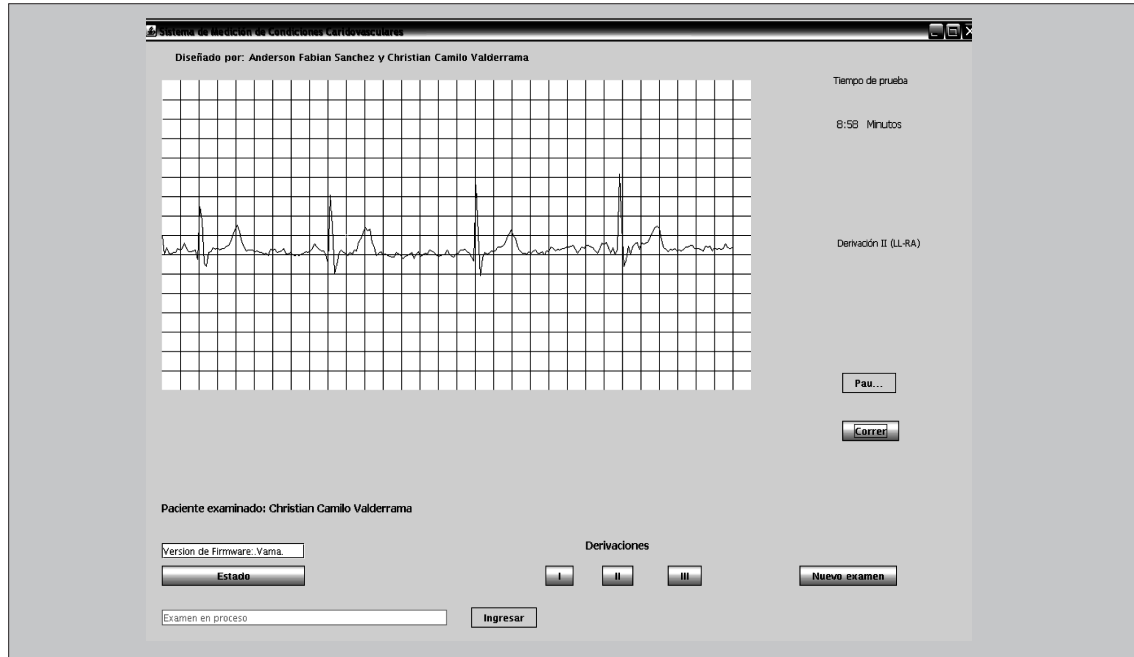 Sistema de Medición de Condiciones Caridovasculares
Diseñado por: Anderson Fabian Sanchez y Christian Camilo Valderrama
Tiempo de prueba
8:58 Minutos
Derivación II (LL-RA)
Pau...
Correr
Paciente examinado: Christian Camilo Valderrama
Version de Firmware:.Vama.
Derivaciones
Estado
I
II
III
Nuevo examen
Examen en proceso
Ingresar